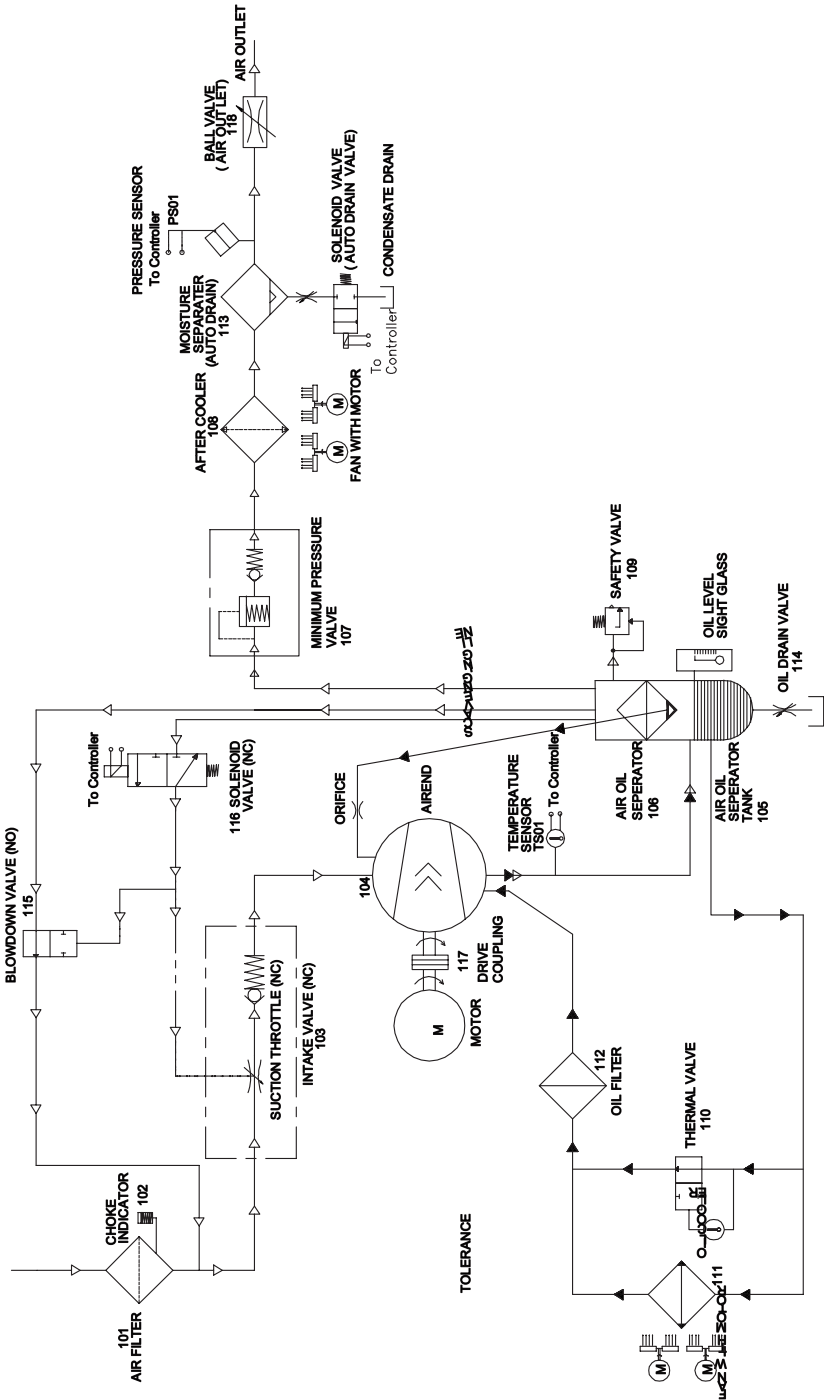 AIR OUTLET
BALL VALVE
( AIR OUTLET)
118
PRESSURE SENSOR
To Controller
PS01
MOISTURE
SEPARATER
(AUTO DRAIN)
113
SOLENOID VALVE
( AUTO DRAIN VALVE)
To
Controller
CONDENSATE DRAIN
AFTER COOLER
108
M
M
FAN WITH MOTOR
MINIMUM PRESSURE
VALVE
107
BLOWDOWN VALVE (NO)
115
To Controller
116 SOLENOID
VALVE (NC)
CHOKE
INDICATOR
102
101
AIR FILTER
SUCTION THROTTLE (NC)
INTAKE VALVE (NC)
103
ORIFICE
104
AIREND
TEMPERATURE
SENSOR
TS01
To Controller
117
DRIVE
COUPLING
M
MOTOR
SAFETY VALVE
109
OIL LEVEL
SIGHT GLASS
AIR OIL
SEPERATOR
106
AIR OIL
SEPERATOR
TANK
105
OIL DRAIN VALVE
114
112
OIL FILTER
THERMAL VALVE
110
TOLERANCE
111
M
M